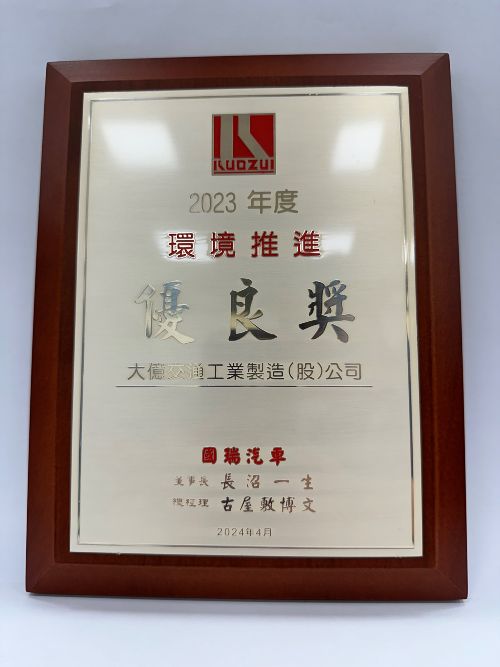 KUOZUI
2023 年度
環境推進
優良獎
大億交通工業製造(股)公司
國瑞汽車
董事長 長沼一生
總經理 古屋敷博文
2024年4月